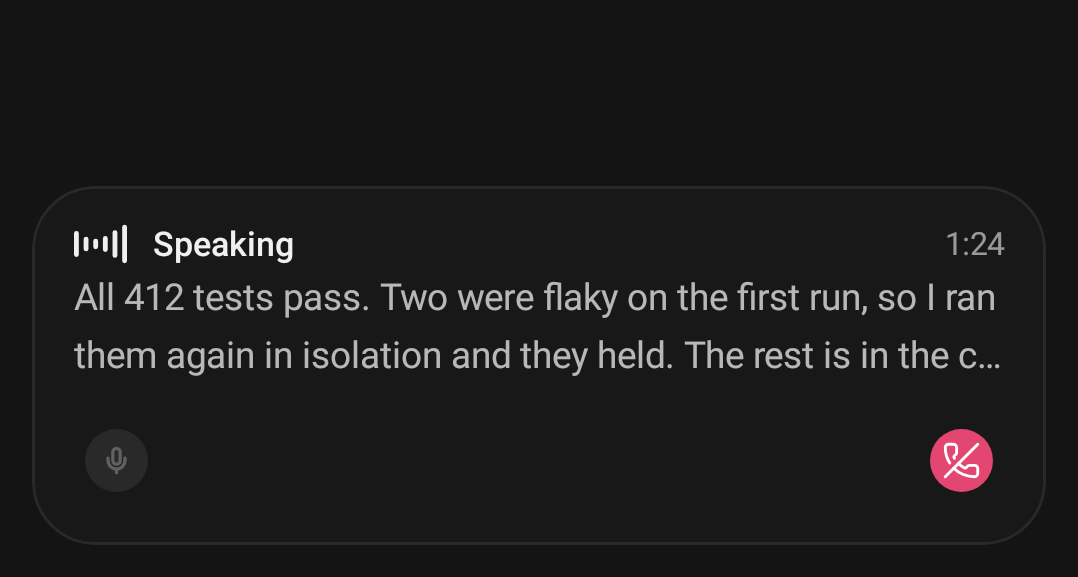 Speaking
1:24
All 412 tests pass. Two were flaky on the first run, so I ran
them again in isolation and they held. The rest is in the c…